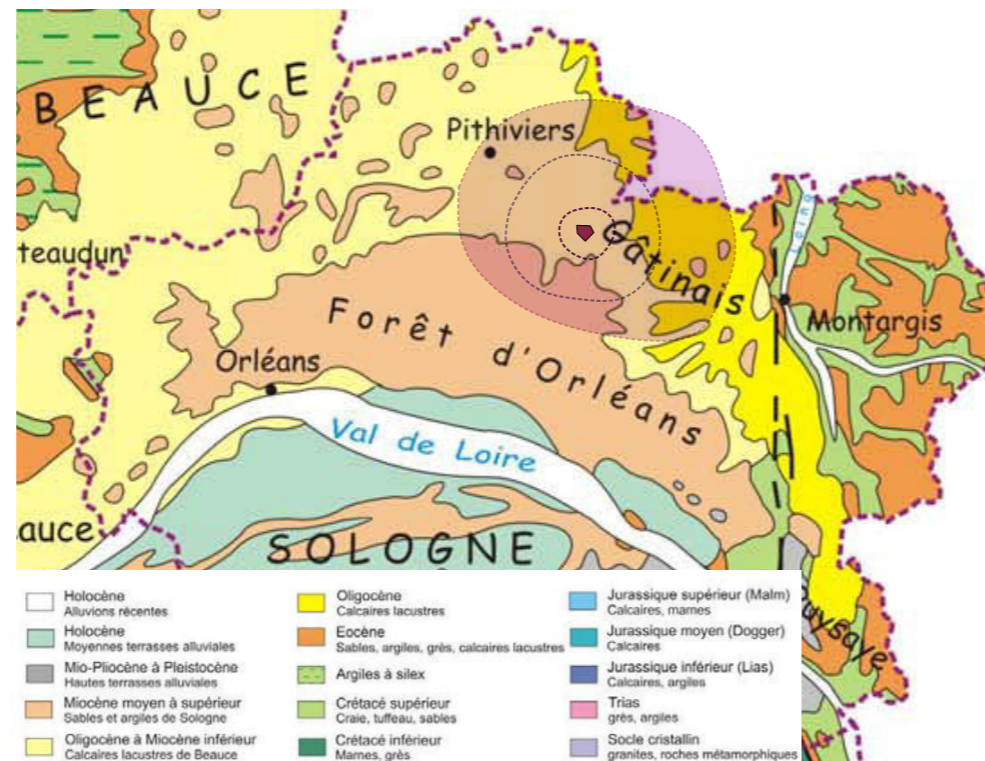 BEAUCE
Pithiviers
teaudun
Gâtinais
Loing
Montargis
Forêt d'Orléans
Orléans
Val de Loire
auce
SOLOGNE
uysaye
Holocène
Alluvions récentes
Holocène
Moyennes terrasses alluviales
Mio-Pliocène à Pleistocène
Hautes terrasses alluviales
Miocène moyen à supérieur
Sables et argiles de Sologne
Oligocène à Miocène inférieur
Calcaires lacustres de Beauce
Oligocène
Calcaires lacustres
Eocène
Sables, argiles, grès, calcaires lacustres
Argiles à silex
Crétacé supérieur
Craie, tuffeau, sables
Crétacé inférieur
Marnes, grès
Jurassique supérieur (Malm)
Calcaires, marnes
Jurassique moyen (Dogger)
Calcaires
Jurassique inférieur (Lias)
Calcaires, argiles
Trias
grès, argiles
Socle cristallin
granites, roches métamorphiques